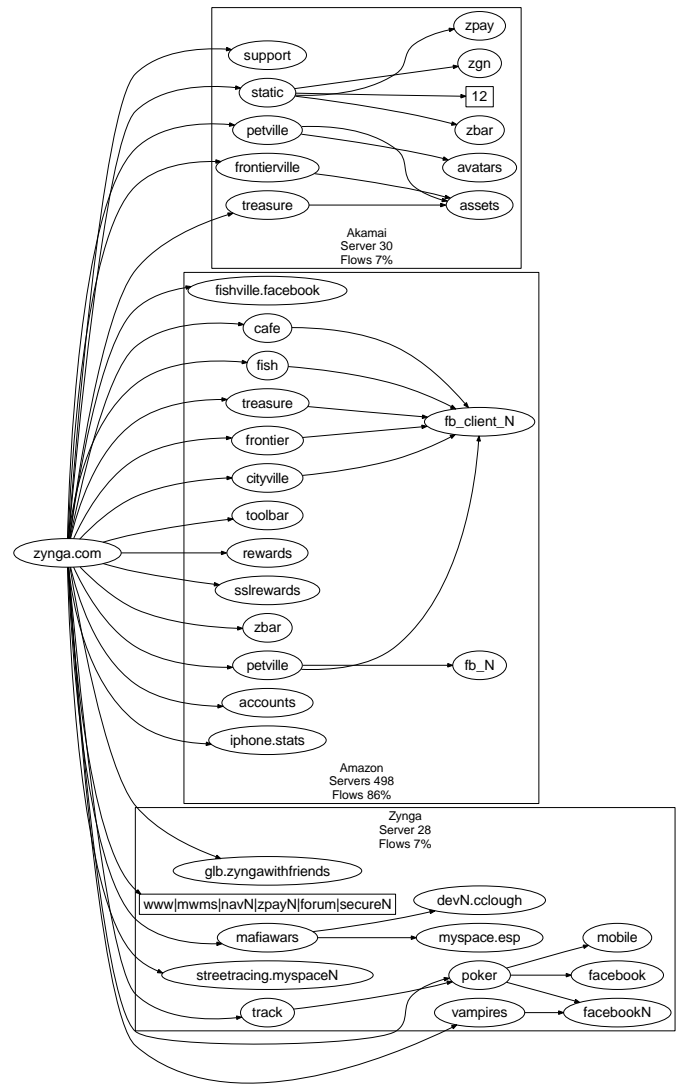 zpay
support
zgn
static
12
petville
zbar
frontierville
avatars
treasure
assets
Akamai
Server 30
Flows 7%
fishville.facebook
cafe
fish
treasure
fb_client_N
frontier
cityville
toolbar
zynga.com
rewards
sslrewards
zbar
petville
fb_N
accounts
iphone.stats
Amazon
Servers 498
Flows 86%
Zynga
Server 28
Flows 7%
glb.zyngawithfriends
devN.cclough
www|mwms|navN|zpayN|forum|secureN
mafiawars
myspace.esp
mobile
streetracing.myspaceN
poker
facebook
track
vampires
facebookN